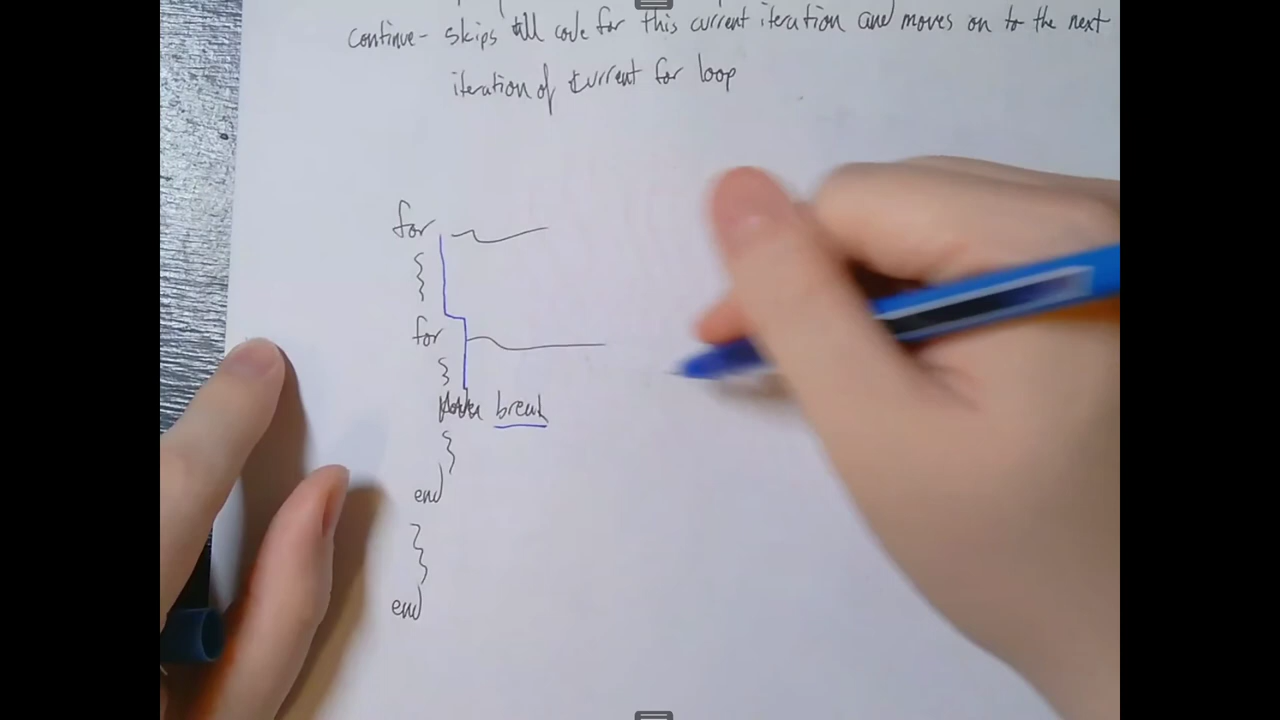 continue - skips all code for this current iteration and moves on to the next
iteration of current for loop
for
for
break
end
end